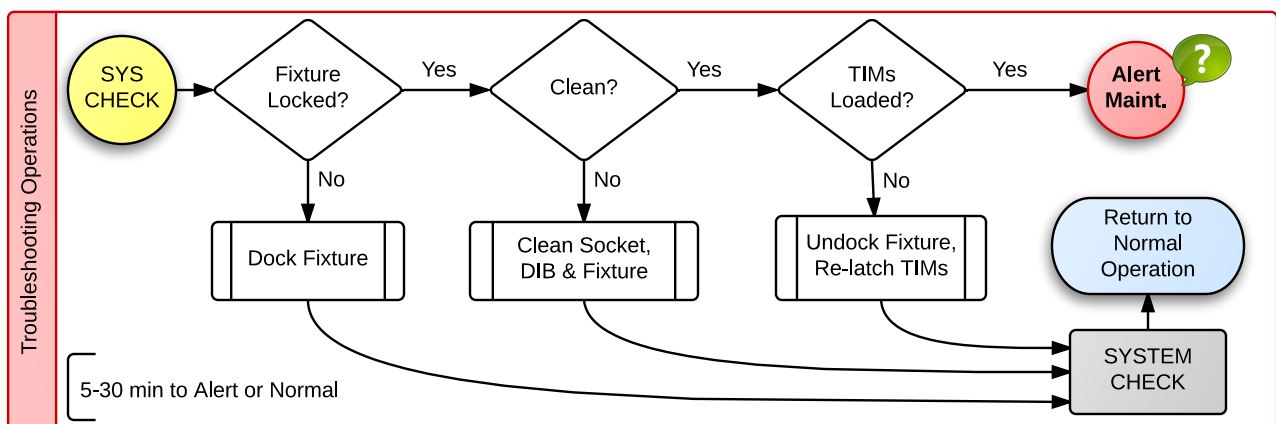 Troubleshooting Operations
SYS
CHECK
Fixture
Locked?
Yes
Clean?
Yes
TIMs
Loaded?
Yes
Alert
Maint.
?
No
No
No
Dock Fixture
Clean Socket,
DIB & Fixture
Undock Fixture,
Re-latch TIMs
Return to
Normal
Operation
SYSTEM
CHECK
5-30 min to Alert or Normal